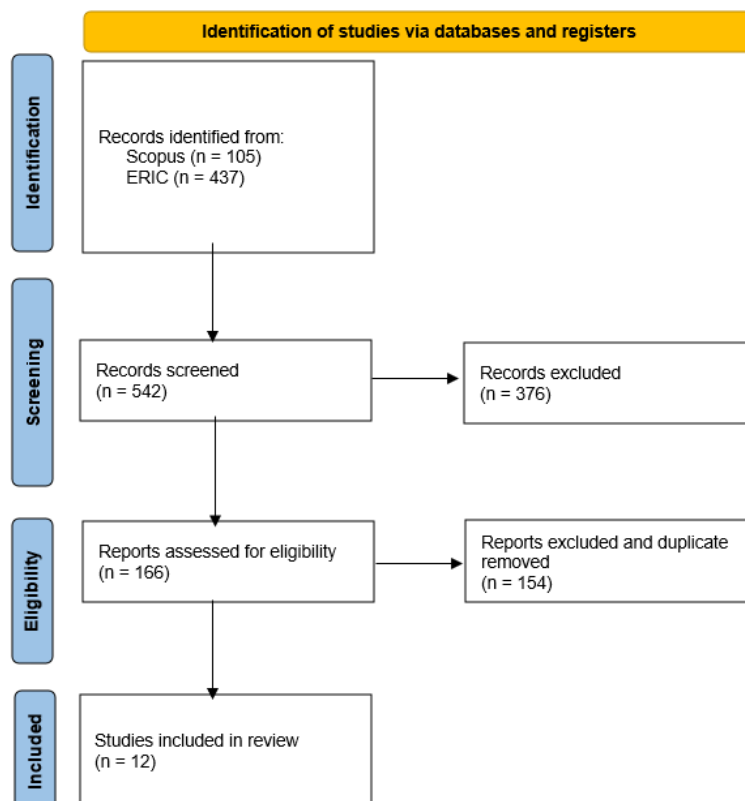 Identification of studies via databases and registers
Identification
Records identified from:
Scopus (n = 105)
ERIC (n = 437)
Screening
Records screened
(n = 542)
Records excluded
(n = 376)
Eligibility
Reports assessed for eligibility
(n = 166)
Reports excluded and duplicate
removed
(n = 154)
Included
Studies included in review
(n = 12)